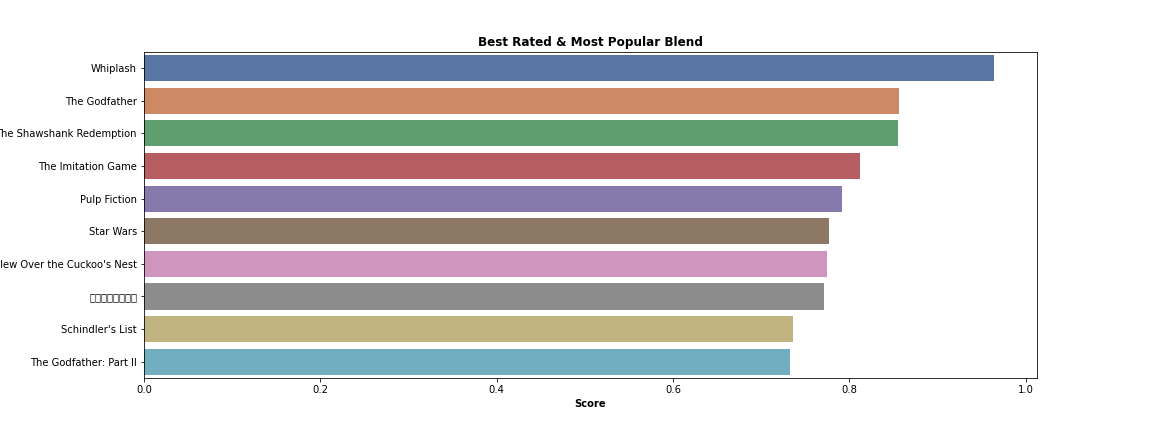 Best Rated & Most Popular Blend
Whiplash
The Godfather
The Shawshank Redemption
The Imitation Game
Pulp Fiction
Star Wars
Over the Cuckoo's Nest
Schindler's List
The Godfather: Part II
0.0 0.2 0.4 0.6 0.8 1.0
Score